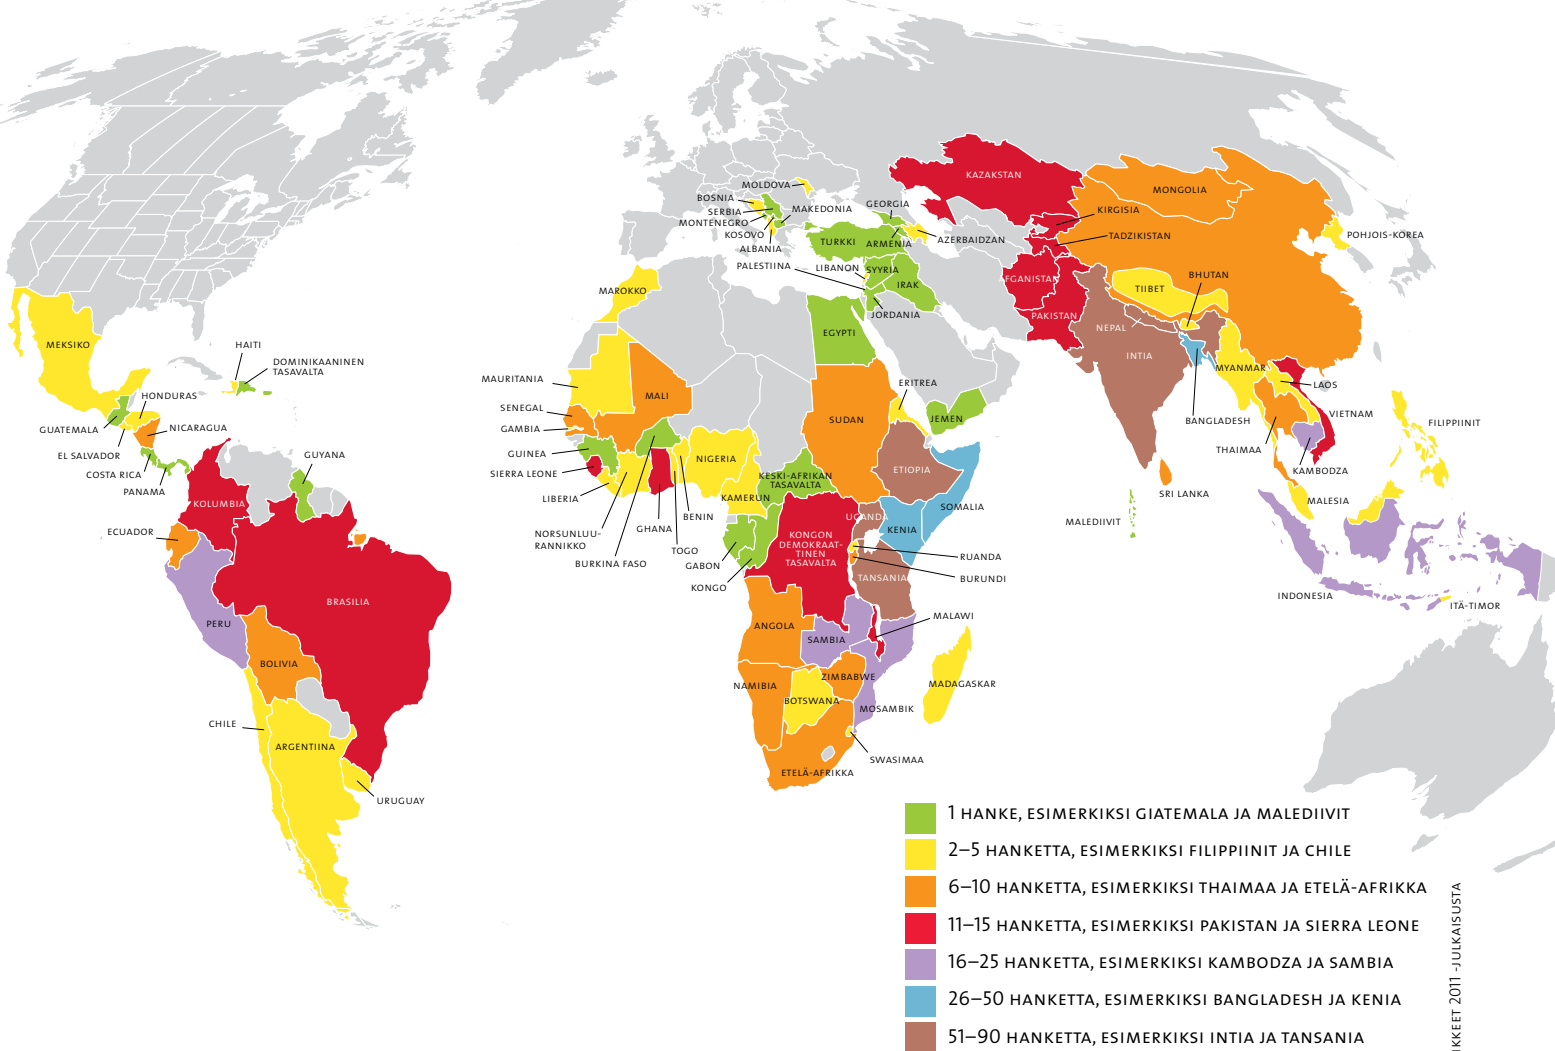 MOLDOVA
BOSNIA
SERBIA
MONTENEGRO
KOSOVO
ALBANIA
MAKEDONIA
GEORGIA
TURKKI
ARMENIA
AZERBAIDZAN
PALESTIINA
LIBANON
SYYRIA
IRAK
JORDANIA
KAZAKSTAN
MONGOLIA
KIRGISIA
TADZIKISTAN
POHJOIS-KOREA
AFGANISTAN
PAKISTAN
TIIBET
BHUTAN
NEPAL
INTIA
MYANMAR
LAOS
BANGLADESH
VIETNAM
THAIMAA
KAMBODZA
FILIPPIINIT
SRI LANKA
MALESIA
MALEDIIVIT
INDONESIA
ITÄ-TIMOR
MEKSIKO
HAITI
DOMINIKAANINEN
TASAVALTA
HONDURAS
GUATEMALA
NICARAGUA
EL SALVADOR
COSTA RICA
PANAMA
GUYANA
KOLUMBIA
ECUADOR
BRASILIA
PERU
BOLIVIA
CHILE
ARGENTIINA
URUGUAY
MAROKKO
EGYPTI
MAURITANIA
MALI
SENEGAL
GAMBIA
GUINEA
SIERRA LEONE
LIBERIA
NORSUNLUU-
RANNIKKO
BURKINA FASO
GHANA
TOGO
BENIN
NIGERIA
KAMERUN
GABON
KONGO
KESKI-AFRIKAN
TASAVALTA
SUDAN
ERITREA
JEMEN
ETIOPIA
SOMALIA
UGANDA
KENIA
KONGON
DEMOKRAAT-
TINEN
TASAVALTA
RUANDA
BURUNDI
TANSANIA
MALAWI
ANGOLA
SAMBIA
ZIMBABWE
NAMIBIA
BOTSWANA
MOSAMBIK
MADAGASKAR
SWASIMAA
ETELÄ-AFRIKKA
1 HANKE, ESIMERKIKSI GIATEMALA JA MALEDIIVIT
2–5 HANKETTA, ESIMERKIKSI FILIPPIINIT JA CHILE
6–10 HANKETTA, ESIMERKIKSI THAIMAA JA ETELÄ-AFRIKKA
11–15 HANKETTA, ESIMERKIKSI PAKISTAN JA SIERRA LEONE
16–25 HANKETTA, ESIMERKIKSI KAMBODZA JA SAMBIA
26–50 HANKETTA, ESIMERKIKSI BANGLADESH JA KENIA
51–90 HANKETTA, ESIMERKIKSI INTIA JA TANSANIA
2011 -JULKAISUSTA